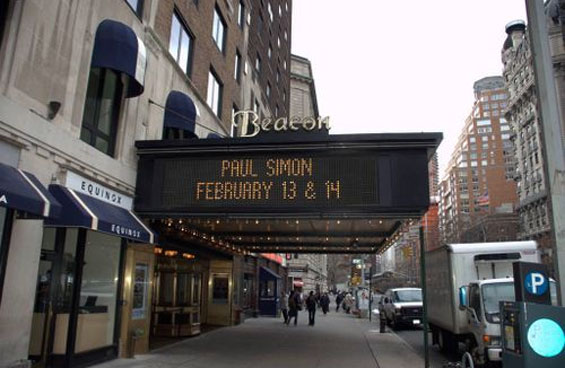 Beacon
PAUL SIMON
FEBRUARY 13 & 14
EQUINOX
EQUINOX
P